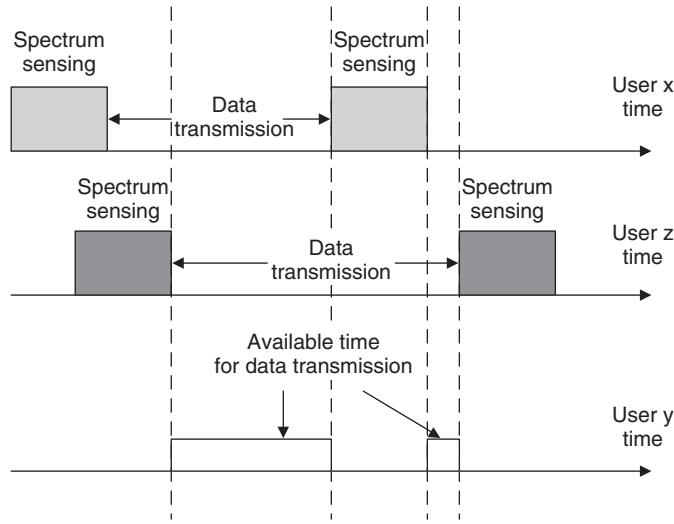 Spectrum
sensing
Spectrum
sensing
User x
time
Data
transmission
Spectrum
sensing
Spectrum
sensing
User z
time
Data
transmission
Available time
for data transmission
User y
time